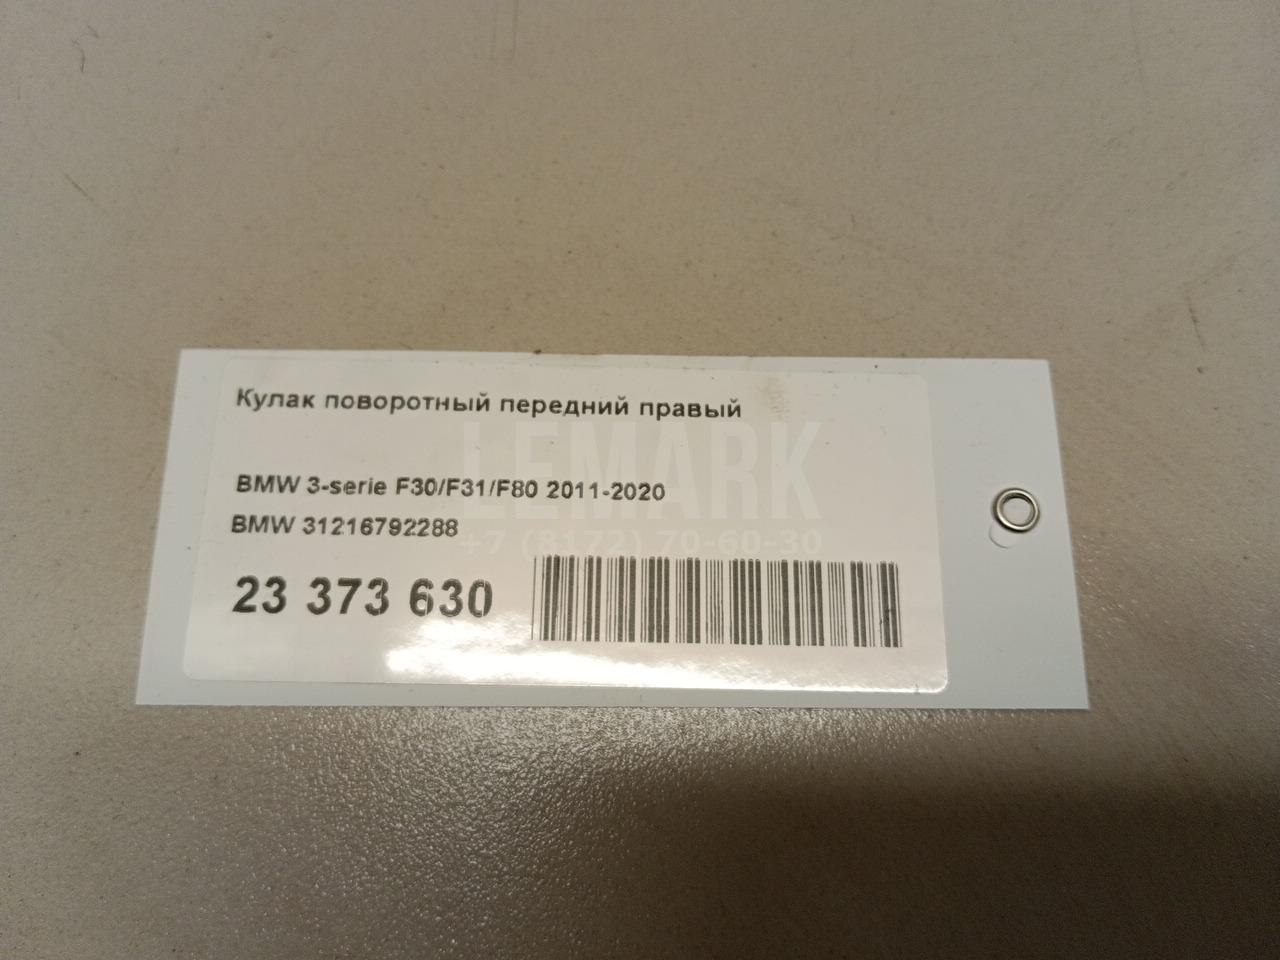 Кулак поворотный передний правый
LEMARK
BMW 3-serie F30/F31/F80 2011-2020
BMW 31216792288
+7 (8172) 70-60-30
23 373 630